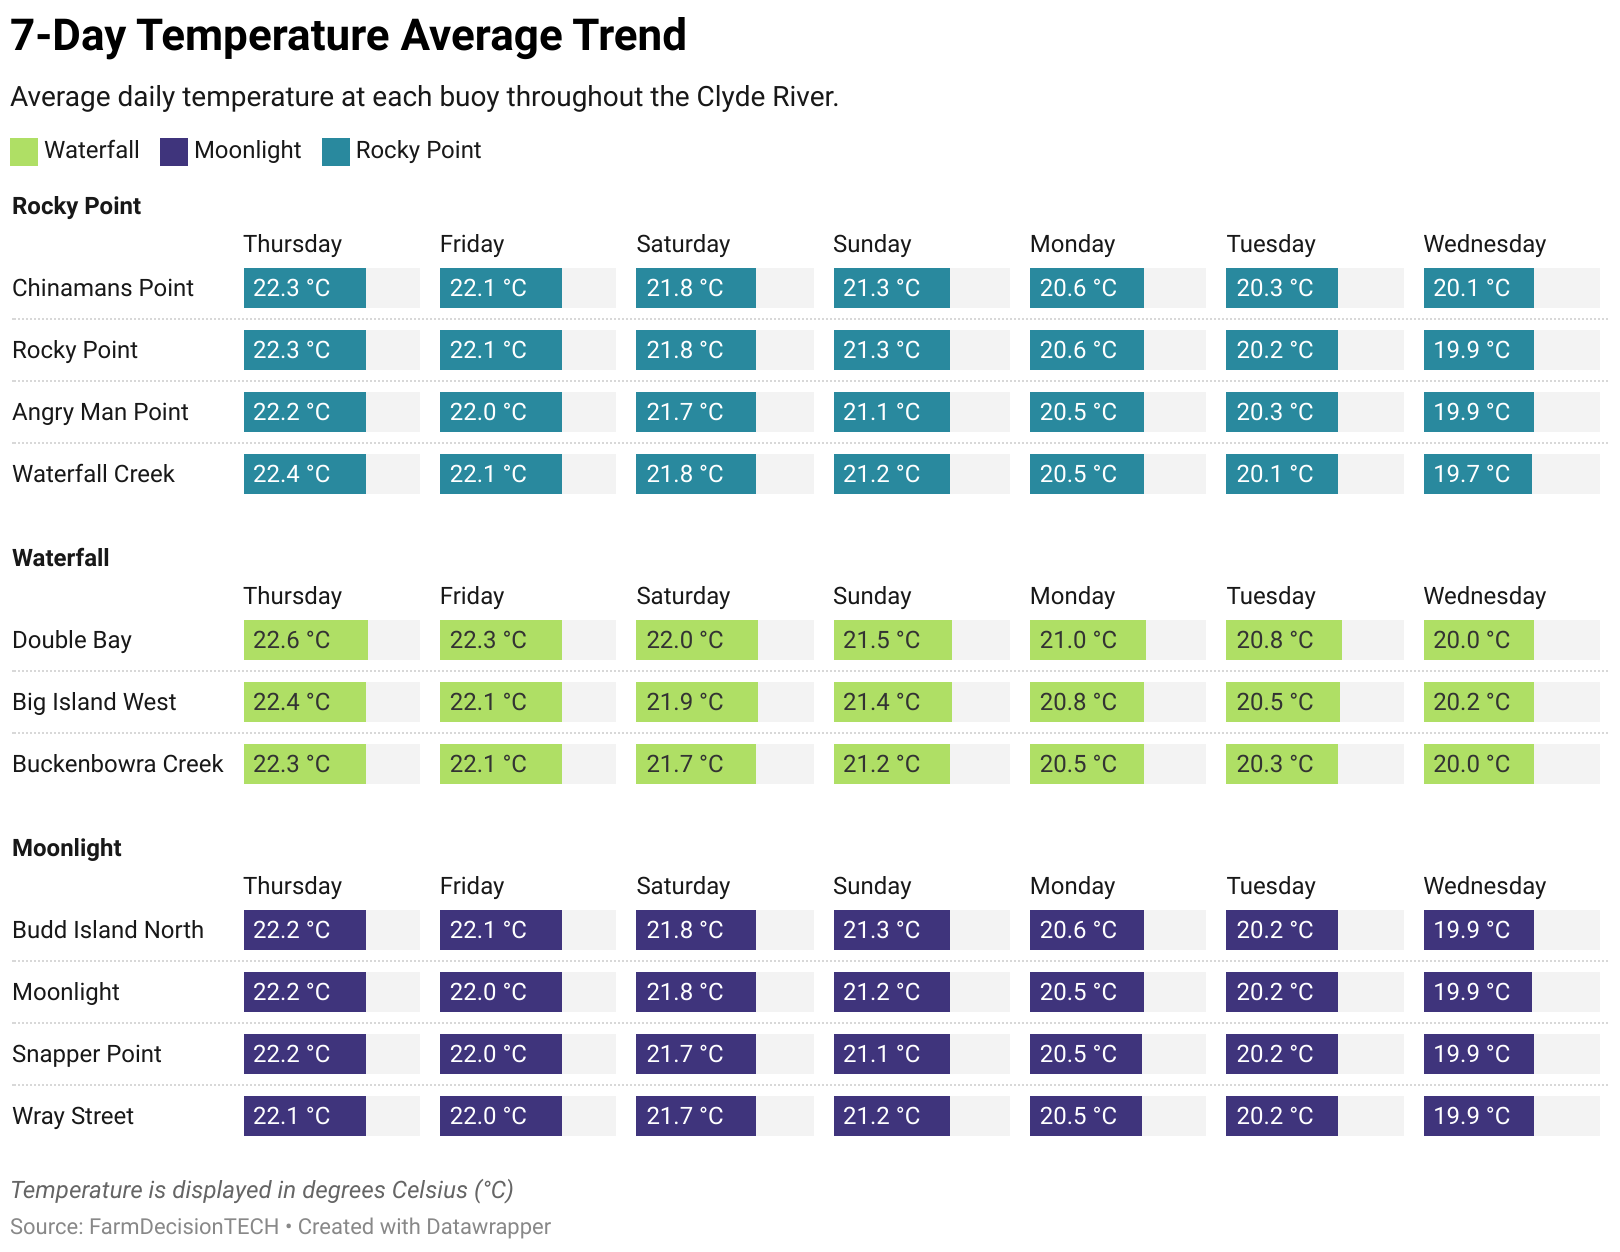 7-Day Temperature Average Trend
Average daily temperature at each buoy throughout the Clyde River.
Waterfall Moonlight Rocky Point
Rocky Point
Thursday Friday Saturday Sunday Monday Tuesday Wednesday
Chinamans Point 22.3 °C 22.1 °C 21.8 °C 21.3 °C 20.6 °C 20.3 °C 20.1 °C
Rocky Point 22.3 °C 22.1 °C 21.8 °C 21.3 °C 20.6 °C 20.2 °C 19.9 °C
Angry Man Point 22.2 °C 22.0 °C 21.7 °C 21.1 °C 20.5 °C 20.3 °C 19.9 °C
Waterfall Creek 22.4 °C 22.1 °C 21.8 °C 21.2 °C 20.5 °C 20.1 °C 19.7 °C
Waterfall
Thursday Friday Saturday Sunday Monday Tuesday Wednesday
Double Bay 22.6 °C 22.3 °C 22.0 °C 21.5 °C 21.0 °C 20.8 °C 20.0 °C
Big Island West 22.4 °C 22.1 °C 21.9 °C 21.4 °C 20.8 °C 20.5 °C 20.2 °C
Buckenbowra Creek 22.3 °C 22.1 °C 21.7 °C 21.2 °C 20.5 °C 20.3 °C 20.0 °C
Moonlight
Thursday Friday Saturday Sunday Monday Tuesday Wednesday
Budd Island North 22.2 °C 22.1 °C 21.8 °C 21.3 °C 20.6 °C 20.2 °C 19.9 °C
Moonlight 22.2 °C 22.0 °C 21.8 °C 21.2 °C 20.5 °C 20.2 °C 19.9 °C
Snapper Point 22.2 °C 22.0 °C 21.7 °C 21.1 °C 20.5 °C 20.2 °C 19.9 °C
Wray Street 22.1 °C 22.0 °C 21.7 °C 21.2 °C 20.5 °C 20.2 °C 19.9 °C
Temperature is displayed in degrees Celsius (°C)
Source: FarmDecisionTECH • Created with Datawrapper